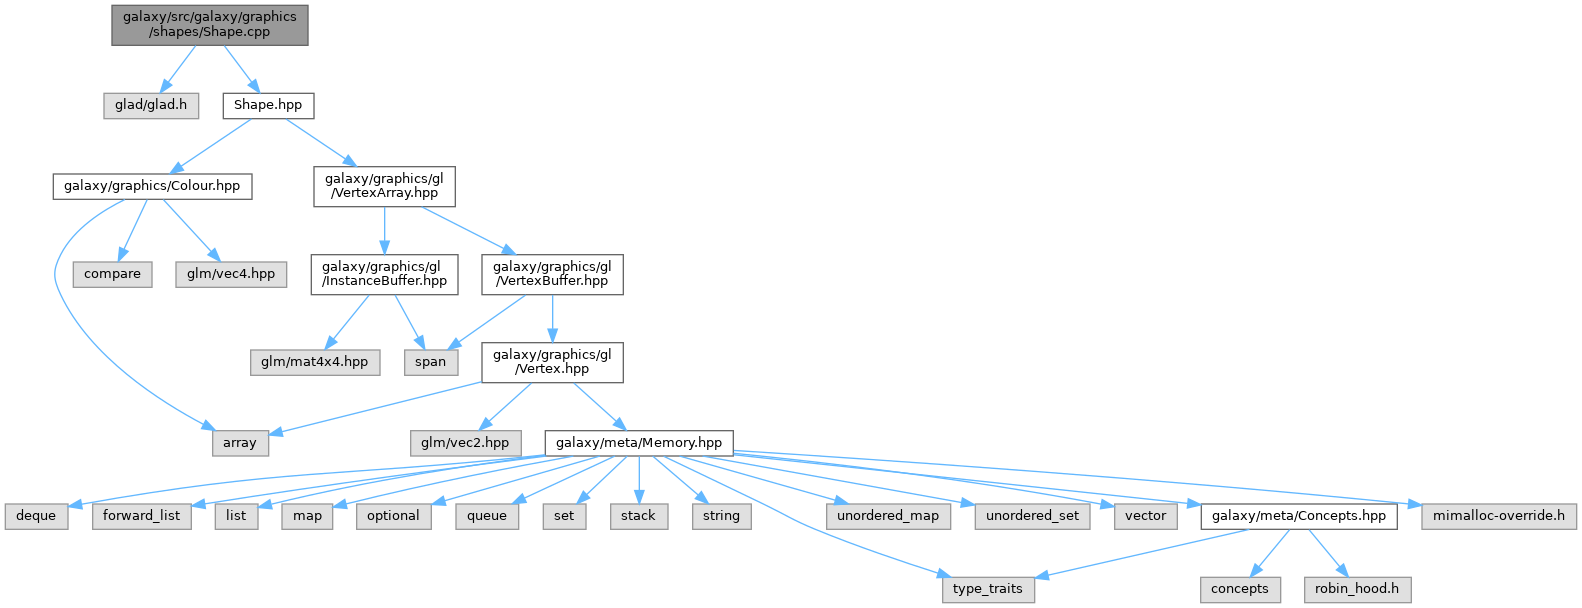 galaxy/src/galaxy/graphics
/shapes/Shape.cpp
glad/glad.h
Shape.hpp
galaxy/graphics/Colour.hpp
galaxy/graphics/gl
/VertexArray.hpp
compare
glm/vec4.hpp
galaxy/graphics/gl
/InstanceBuffer.hpp
galaxy/graphics/gl
/VertexBuffer.hpp
glm/mat4x4.hpp
span
galaxy/graphics/gl
/Vertex.hpp
array
glm/vec2.hpp
galaxy/meta/Memory.hpp
deque
forward_list
list
map
optional
queue
set
stack
string
unordered_map
unordered_set
vector
galaxy/meta/Concepts.hpp
mimalloc-override.h
type_traits
concepts
robin_hood.h